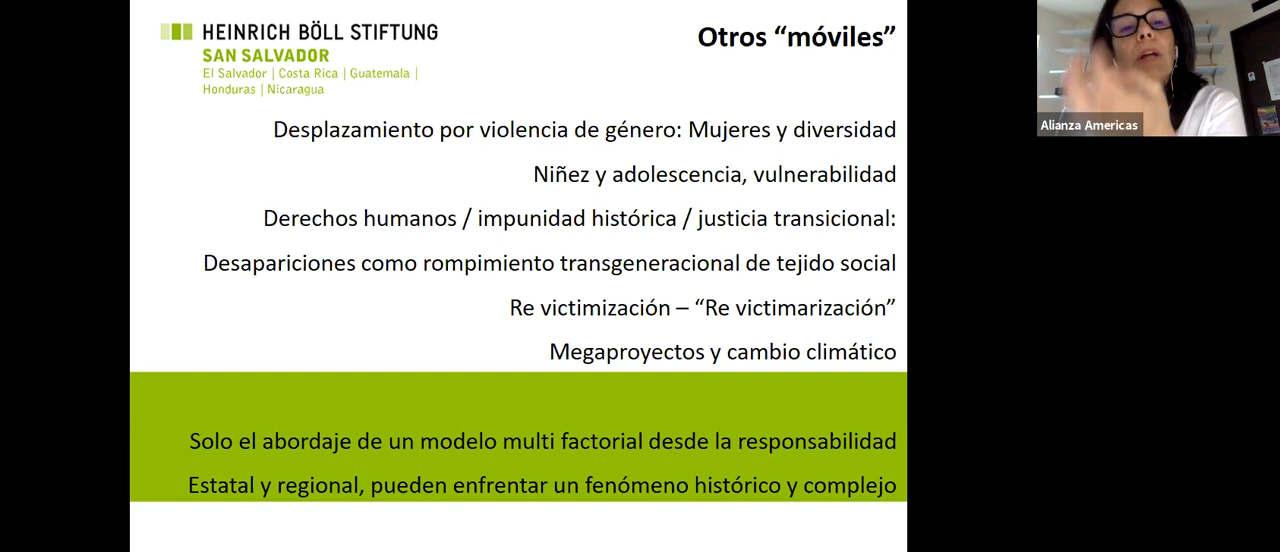 HEINRICH BÖLL STIFTUNG
SAN SALVADOR
El Salvador | Costa Rica | Guatemala |
Honduras | Nicaragua
Otros “móviles”
Alianza Americas
Desplazamiento por violencia de género: Mujeres y diversidad
Niñez y adolescencia, vulnerabilidad
Derechos humanos / impunidad histórica / justicia transicional:
Desapariciones como rompimiento transgeneracional de tejido social
Re victimización – “Re victimarización”
Megaproyectos y cambio climático
Solo el abordaje de un modelo multi factorial desde la responsabilidad
Estatal y regional, pueden enfrentar un fenómeno histórico y complejo